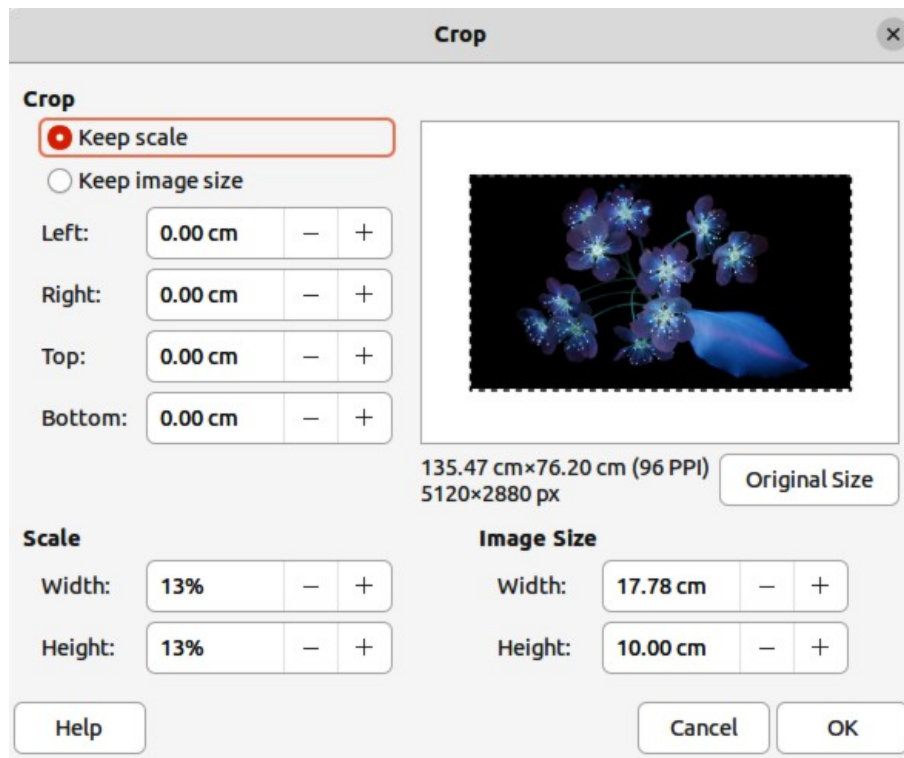 Crop
Crop
Keep scale
Keep image size
Left: 0.00 cm
Right: 0.00 cm
Top: 0.00 cm
Bottom: 0.00 cm
135.47 cm×76.20 cm (96 PPI)
5120×2880 px
Original Size
Scale
Width: 13%
Height: 13%
Image Size
Width: 17.78 cm
Height: 10.00 cm
Help
Cancel
OK